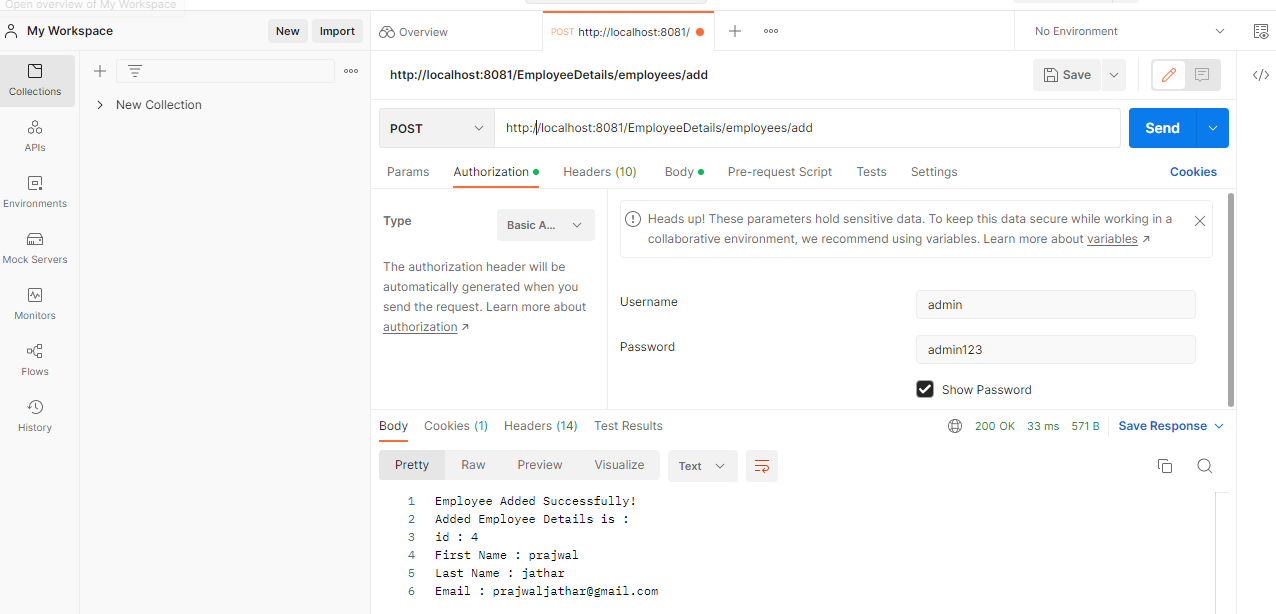 Open overview of My Workspace
My Workspace
New
Import
Overview
POST http://localhost:8081/
No Environment
Collections
New Collection
APIs
Environments
Mock Servers
Monitors
Flows
History
http://localhost:8081/EmployeeDetails/employees/add
Save
POST
http://localhost:8081/EmployeeDetails/employees/add
Send
Params
Authorization
Headers (10)
Body
Pre-request Script
Tests
Settings
Cookies
Type
Basic A...
The authorization header will be
automatically generated when you
send the request. Learn more about
authorization ↗
Heads up! These parameters hold sensitive data. To keep this data secure while working in a
collaborative environment, we recommend using variables. Learn more about variables ↗
Username
admin
Password
admin123
Show Password
Body
Cookies (1)
Headers (14)
Test Results
200 OK
33 ms
571 B
Save Response
Pretty
Raw
Preview
Visualize
Text
1 Employee Added Successfully!
2 Added Employee Details is :
3 id : 4
4 First Name : prajwal
5 Last Name : jathar
6 Email : prajwaljathar@gmail.com